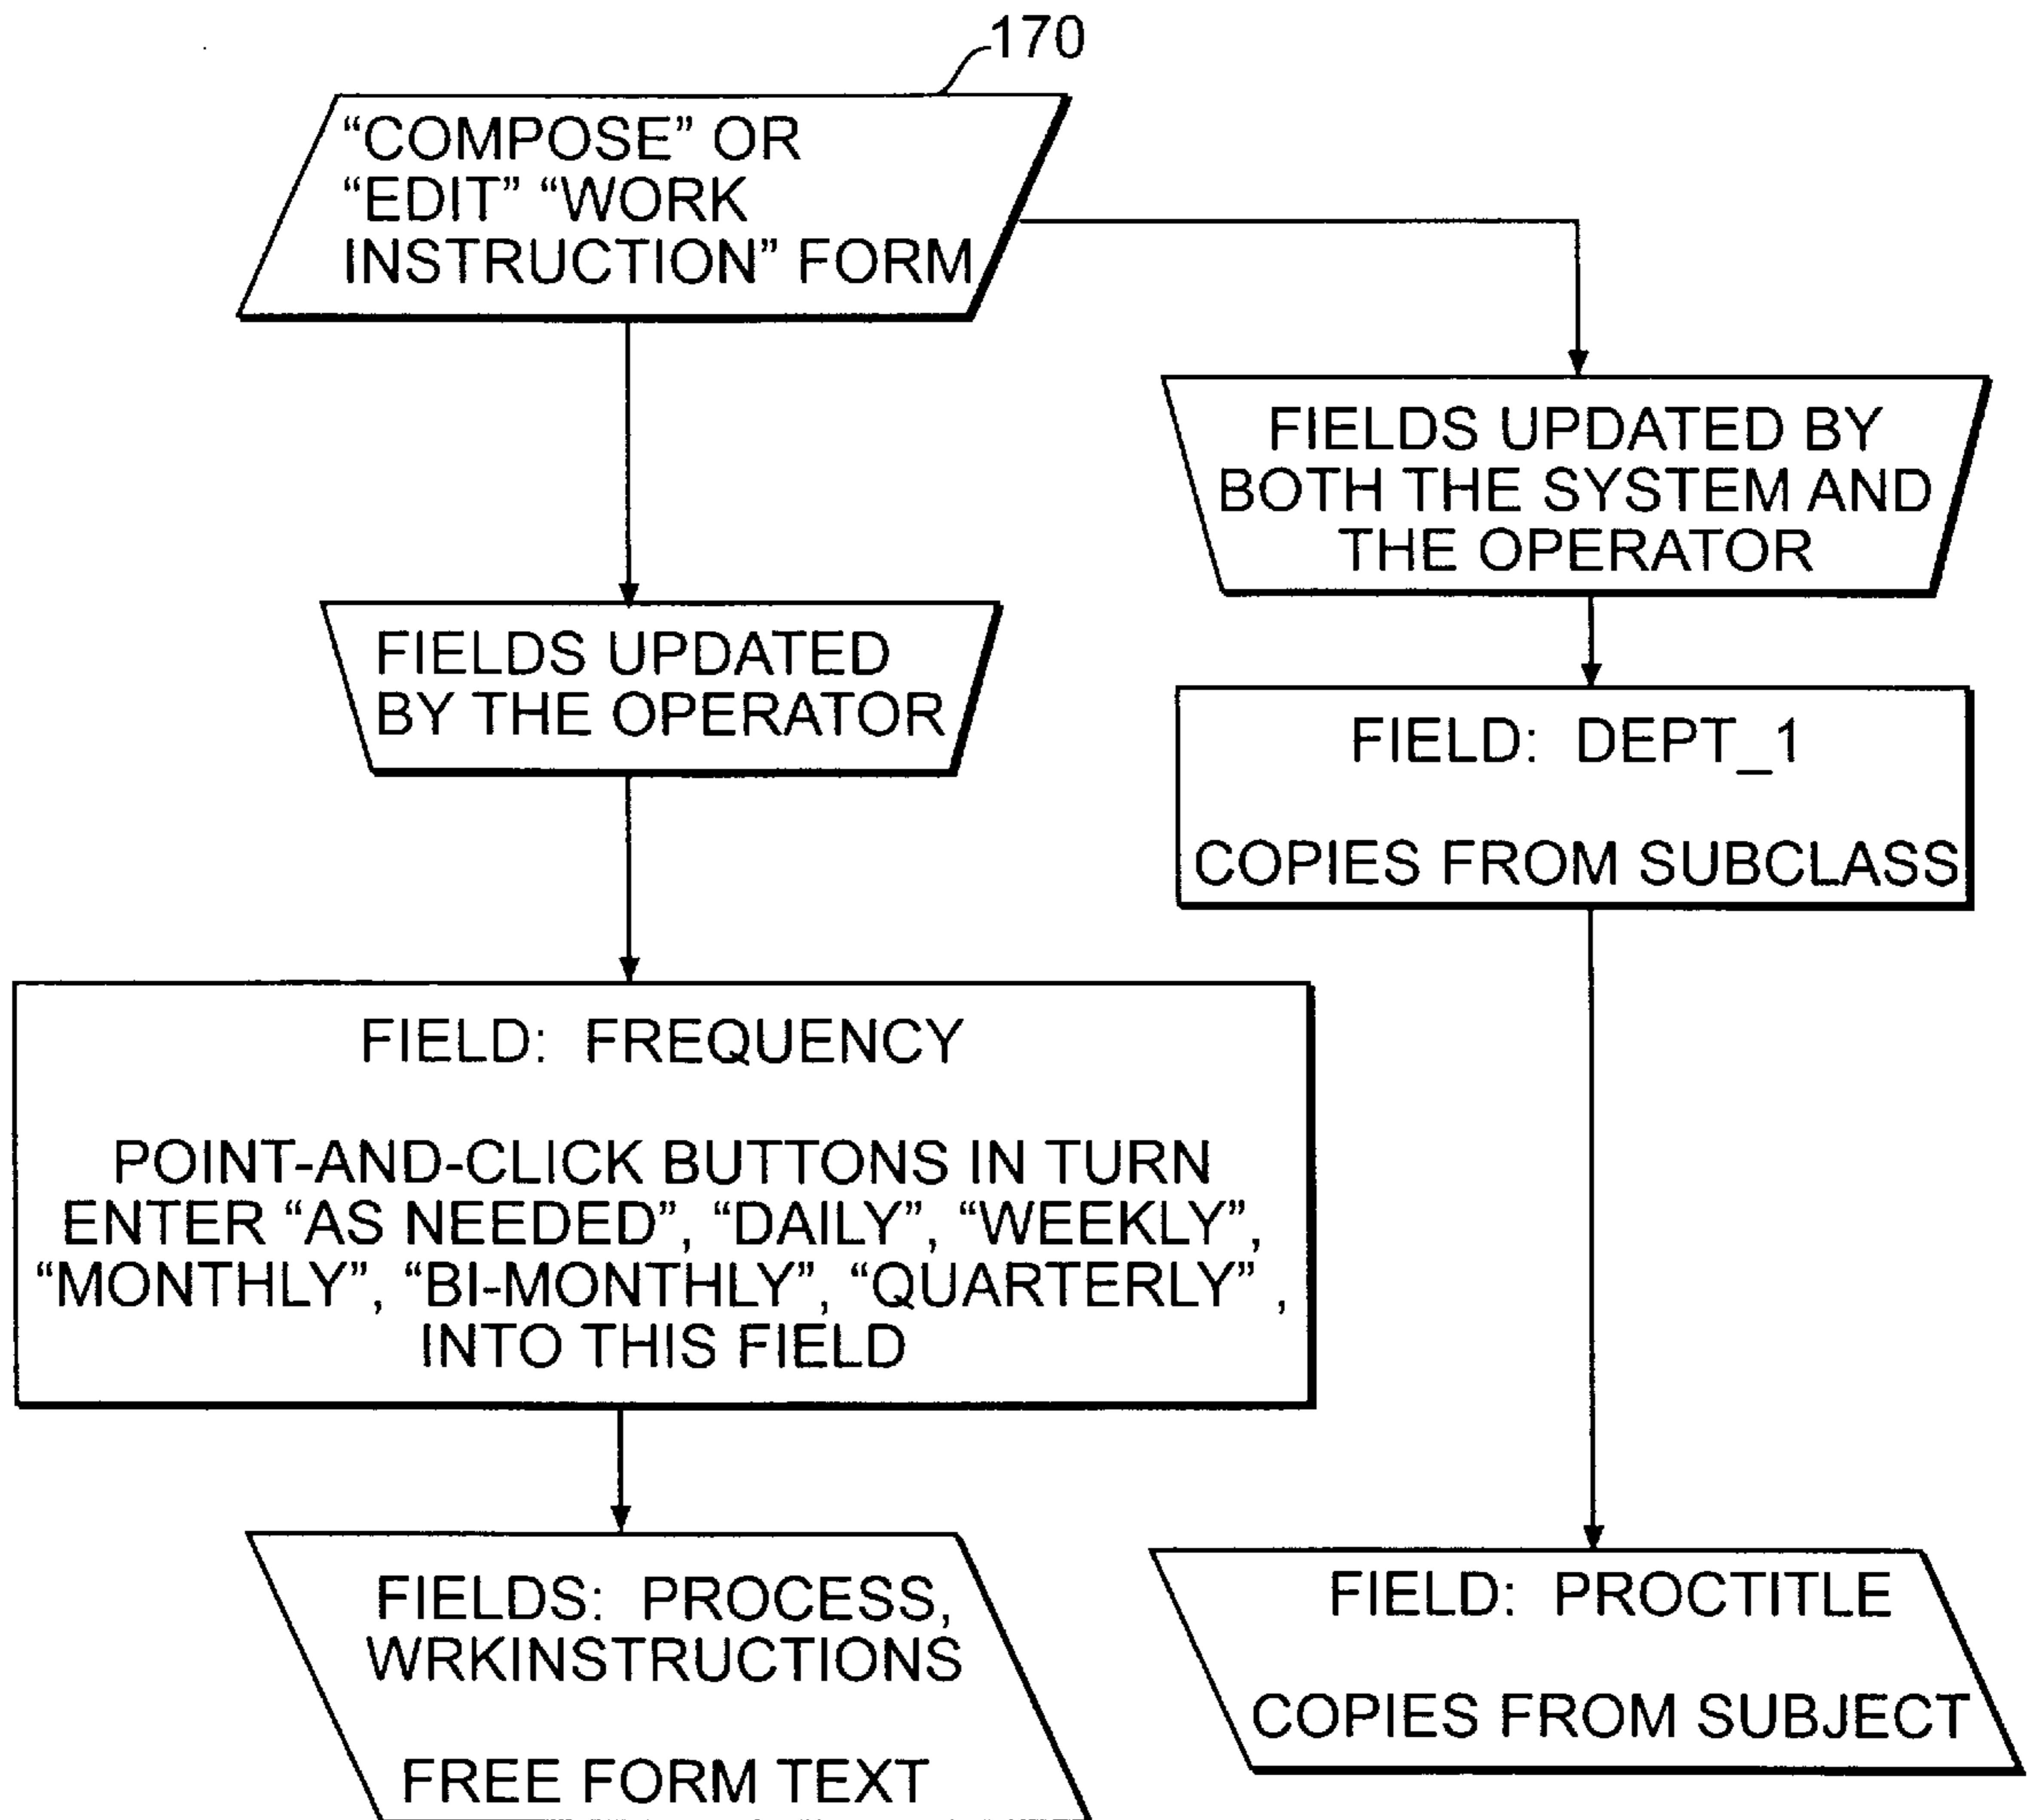 170
“COMPOSE” OR
“EDIT” “WORK
INSTRUCTION” FORM
FIELDS UPDATED BY
BOTH THE SYSTEM AND
THE OPERATOR
FIELDS UPDATED
BY THE OPERATOR
FIELD: DEPT_1
COPIES FROM SUBCLASS
FIELD: FREQUENCY
POINT-AND-CLICK BUTTONS IN TURN
ENTER “AS NEEDED”, “DAILY”, “WEEKLY”,
“MONTHLY”, “BI-MONTHLY”, “QUARTERLY” ,
INTO THIS FIELD
FIELDS: PROCESS,
WRKINSTRUCTIONS
FREE FORM TEXT
FIELD: PROCTITLE
COPIES FROM SUBJECT